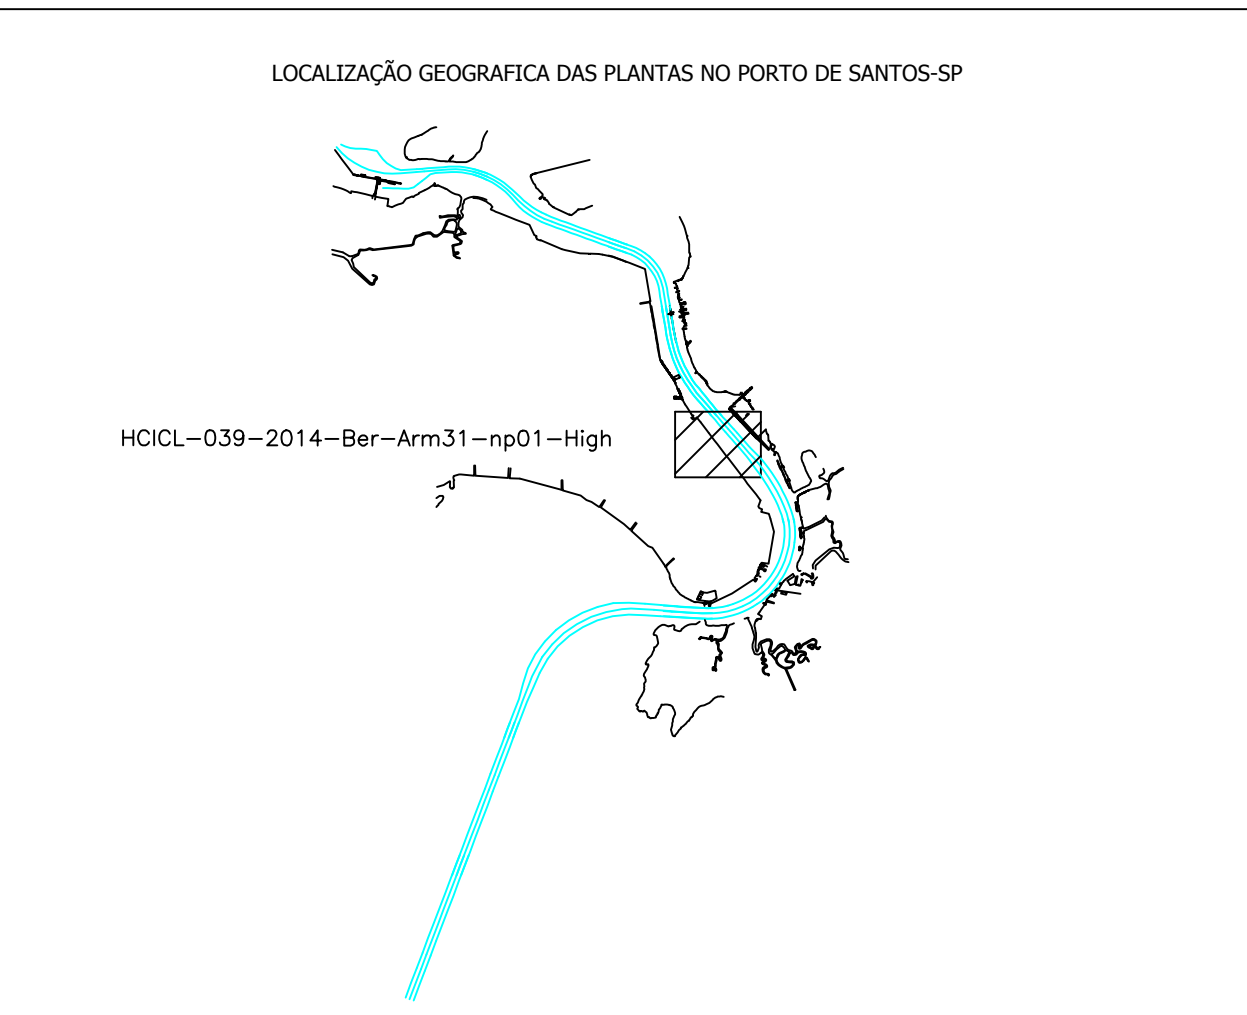 LOCALIZAÇÃO GEOGRAFICA DAS PLANTAS NO PORTO DE SANTOS-SP
HCICL-039-2014-Ber-Arm31-np01-High